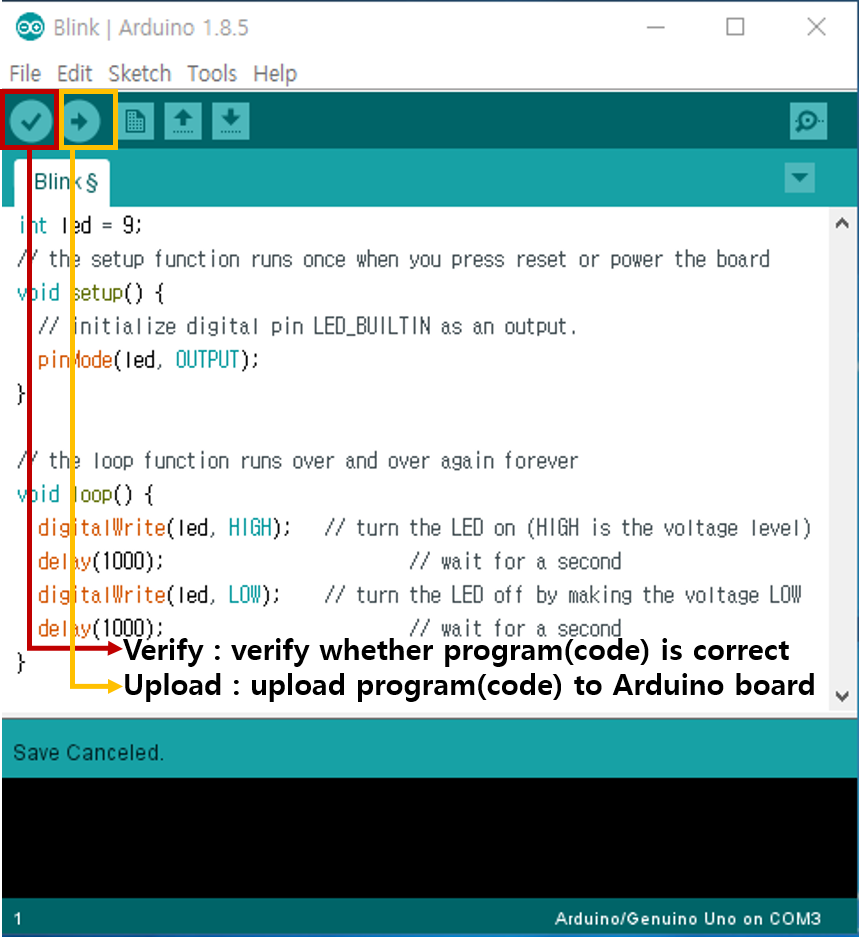 Blink | Arduino 1.8.5
File Edit Sketch Tools Help
Blink §
int led = 9;
// the setup function runs once when you press reset or power the board
void setup() {
// initialize digital pin LED_BUILTIN as an output.
pinMode(led, OUTPUT);
}
// the loop function runs over and over again forever
void loop() {
digitalWrite(led, HIGH); // turn the LED on (HIGH is the voltage level)
delay(1000); // wait for a second
digitalWrite(led, LOW); // turn the LED off by making the voltage LOW
delay(1000); // wait for a second
}
Verify : verify whether program(code) is correct
Upload : upload program(code) to Arduino board
Save Canceled.
1 Arduino/Genuino Uno on COM3